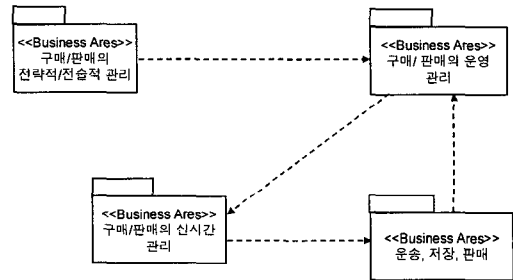 <<Business Ares>>
구매/판매의
전략적/전습적 관리
<<Business Ares>>
구매/ 판매의 운영
관리
<<Business Ares>>
구매/판매의 신시간
관리
<<Business Ares>>
운송, 저장, 판매